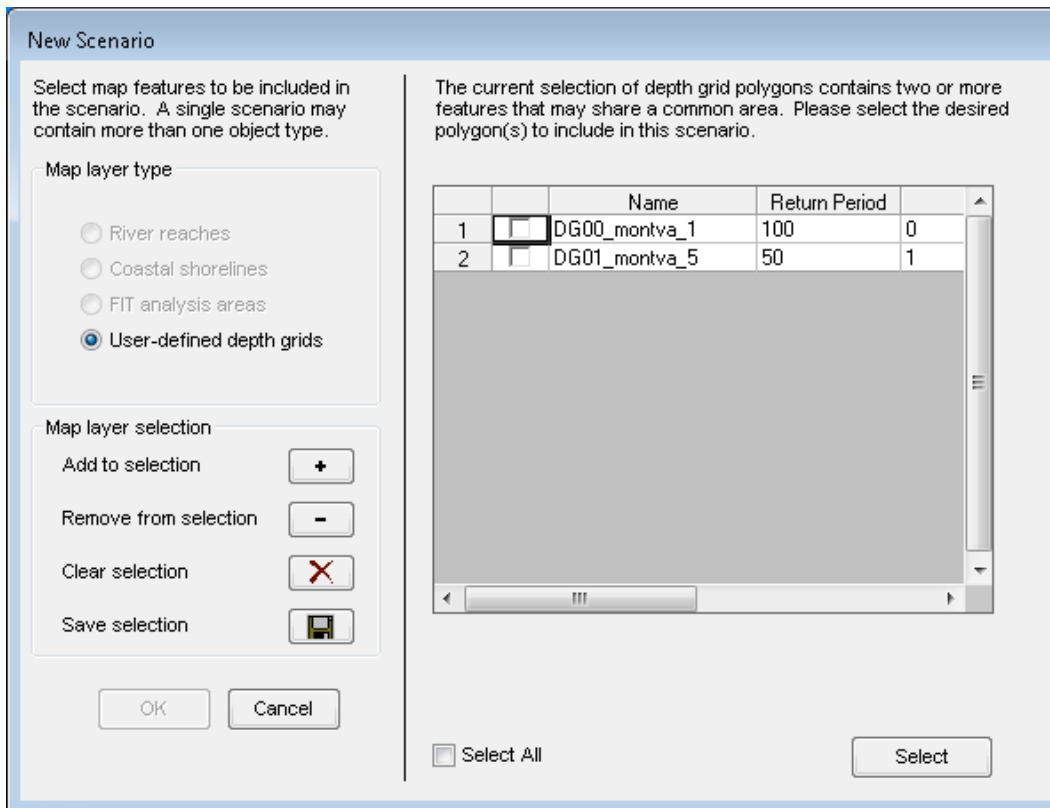 New Scenario
Select map features to be included in
the scenario. A single scenario may
contain more than one object type.
Map layer type
River reaches
Coastal shorelines
FIT analysis areas
User-defined depth grids
Map layer selection
Add to selection +
Remove from selection -
Clear selection
Save selection
OK Cancel
The current selection of depth grid polygons contains two or more
features that may share a common area. Please select the desired
polygon(s) to include in this scenario.
Name Return Period
1 DG00_montva_1 100 0
2 DG01_montva_5 50 1
Select All Select